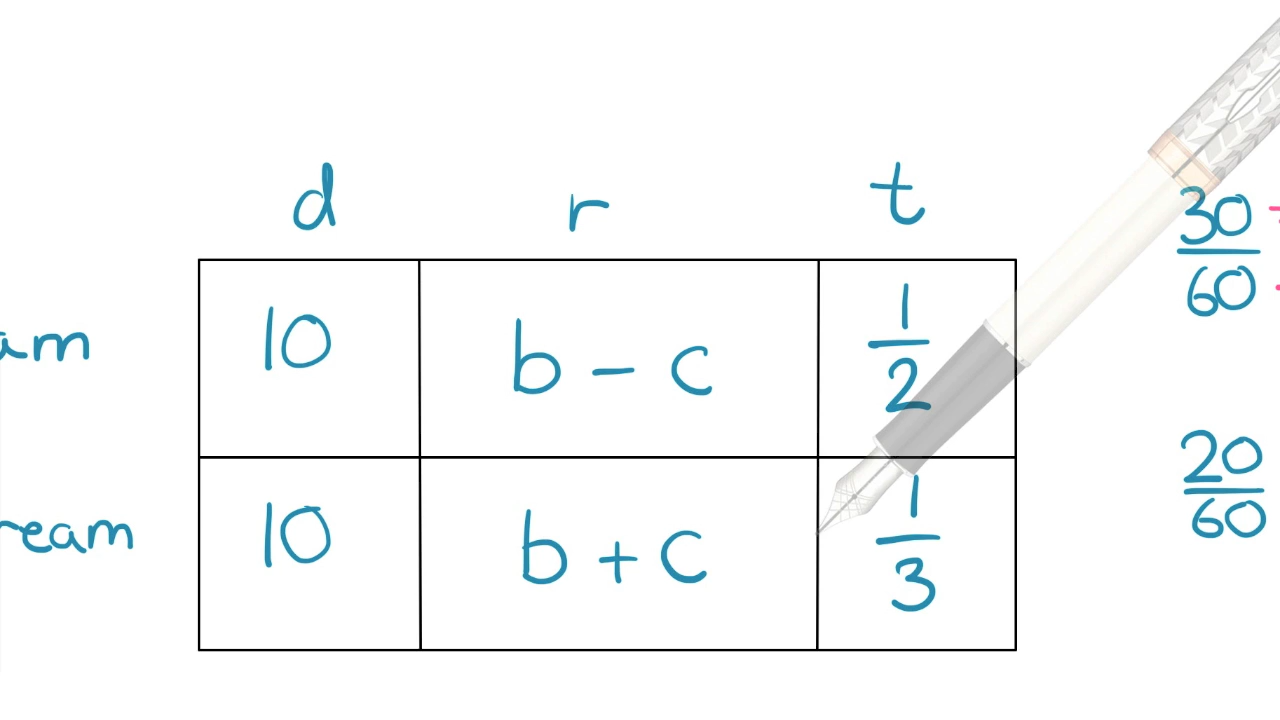 d r t
am 10 b - c 1/2 30/60
ream 10 b + c 1/3 20/60